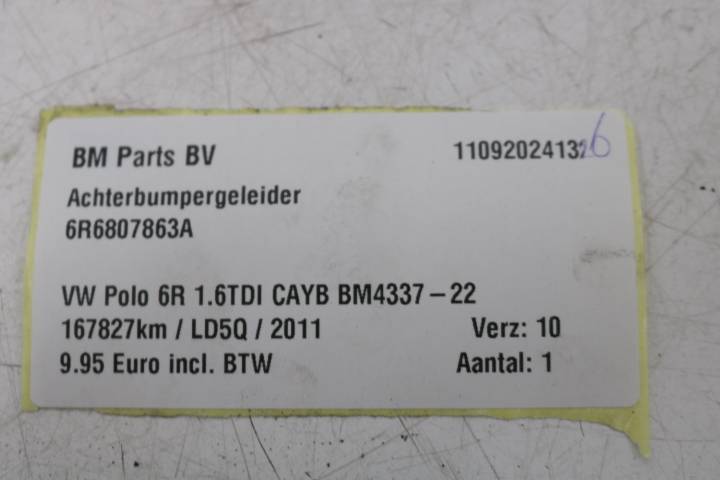 BM Parts BV 1109202413
6
Achterbumpergeleider
6R6807863A
VW Polo 6R 1.6TDI CAYB BM4337-22
167827km / LD5Q / 2011 Verz: 10
9.95 Euro incl. BTW Aantal: 1